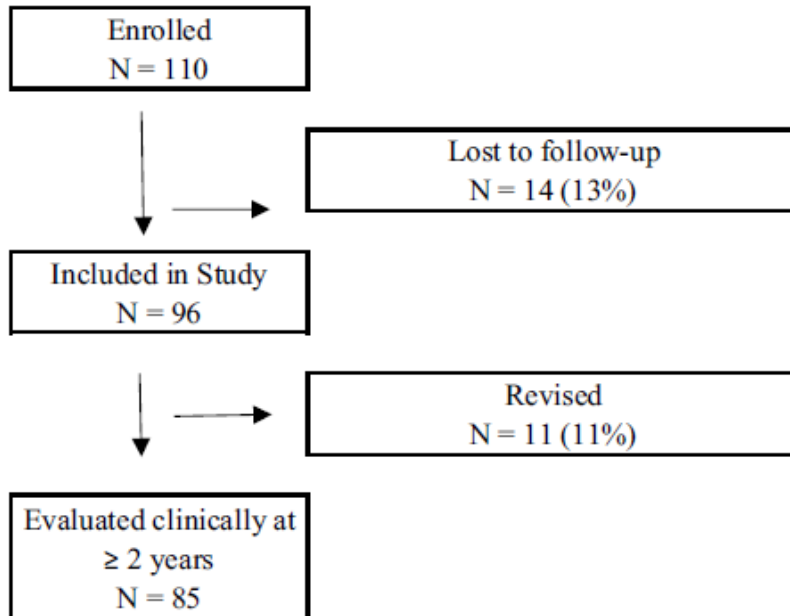 Enrolled
N = 110
Lost to follow-up
N = 14 (13%)
Included in Study
N = 96
Revised
N = 11 (11%)
Evaluated clinically at
≥ 2 years
N = 85